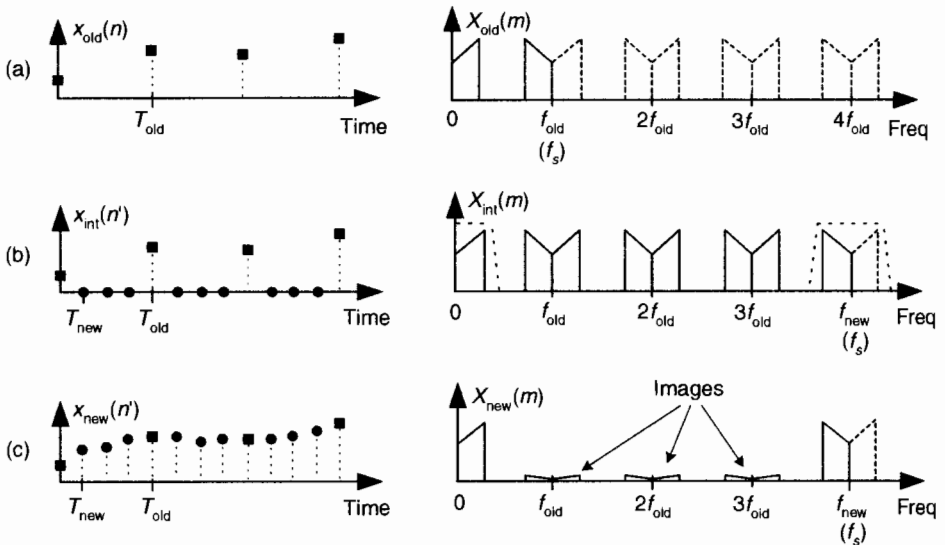 x_old(n)
X_old(m)
(a)
T_old
Time
0
f_old
2f_old
3f_old
4f_old
Freq
(f_s)
x_int(n')
X_int(m)
(b)
T_new
T_old
Time
0
f_old
2f_old
3f_old
f_new
Freq
(f_s)
x_new(n')
X_new(m)
Images
(c)
T_new
T_old
Time
0
f_old
2f_old
3f_old
f_new
Freq
(f_s)